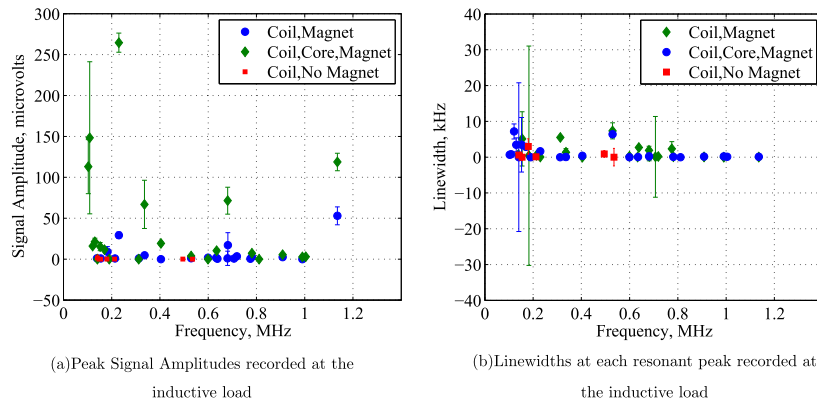 300
250
200
150
100
50
0
−50
0
0.2
0.4
0.6
0.8
1
1.2
Signal Amplitude, microvolts
Frequency, MHz
Coil,Magnet
Coil,Core,Magnet
Coil,No Magnet
(a)Peak Signal Amplitudes recorded at the
inductive load
40
30
20
10
0
−10
−20
−30
−40
0
0.2
0.4
0.6
0.8
1
1.2
Linewidth, kHz
Frequency, MHz
Coil,Magnet
Coil,Core,Magnet
Coil,No Magnet
(b)Linewidths at each resonant peak recorded at
the inductive load